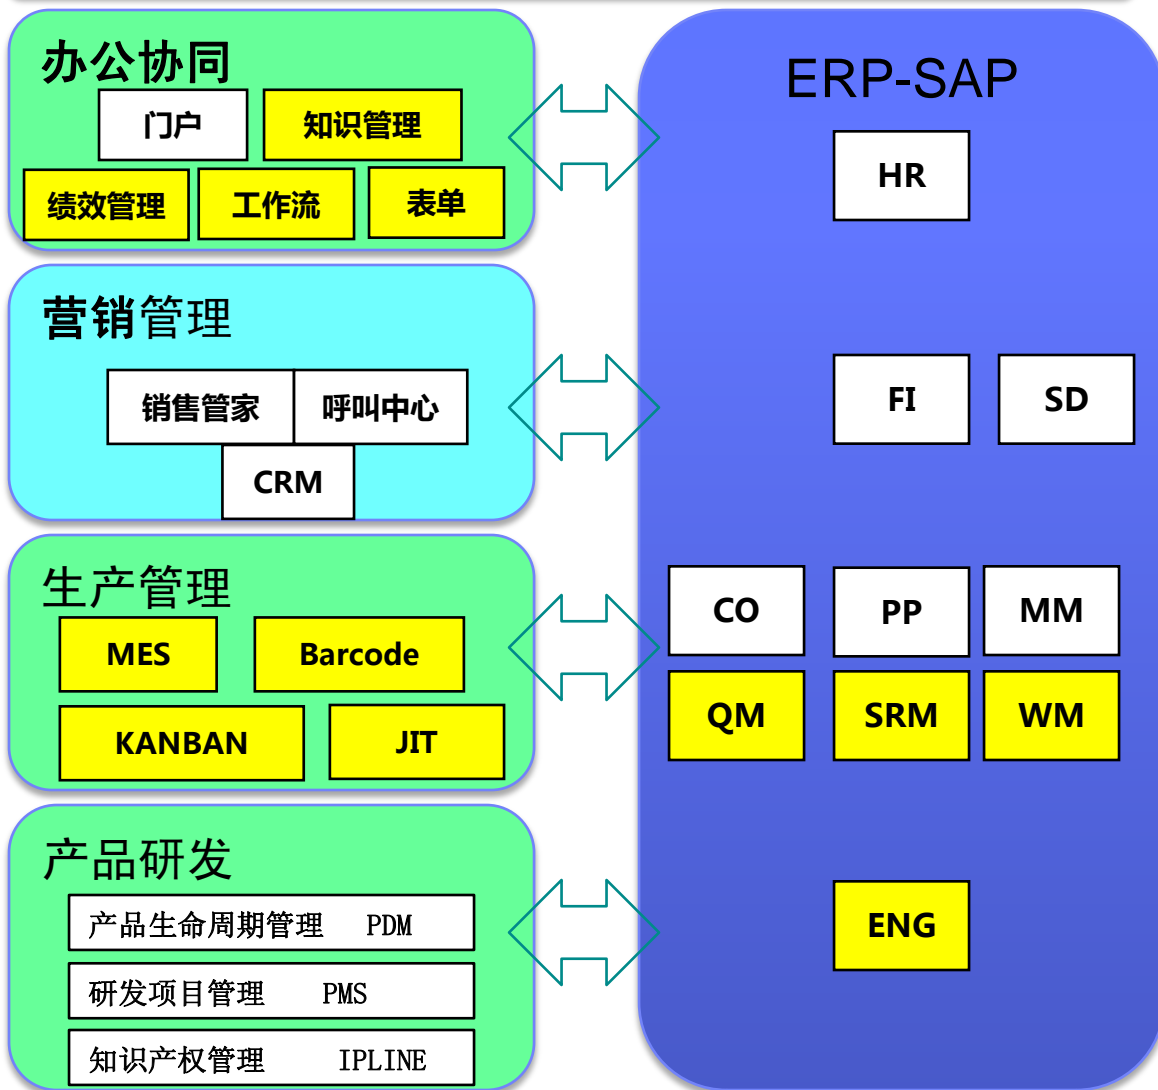 办公协同
门户
知识管理
绩效管理
工作流
表单
营销管理
销售管家
呼叫中心
CRM
生产管理
MES
Barcode
KANBAN
JIT
产品研发
产品生命周期管理 PDM
研发项目管理 PMS
知识产权管理 IPLINE
ERP-SAP
HR
FI
SD
CO
PP
MM
QM
SRM
WM
ENG